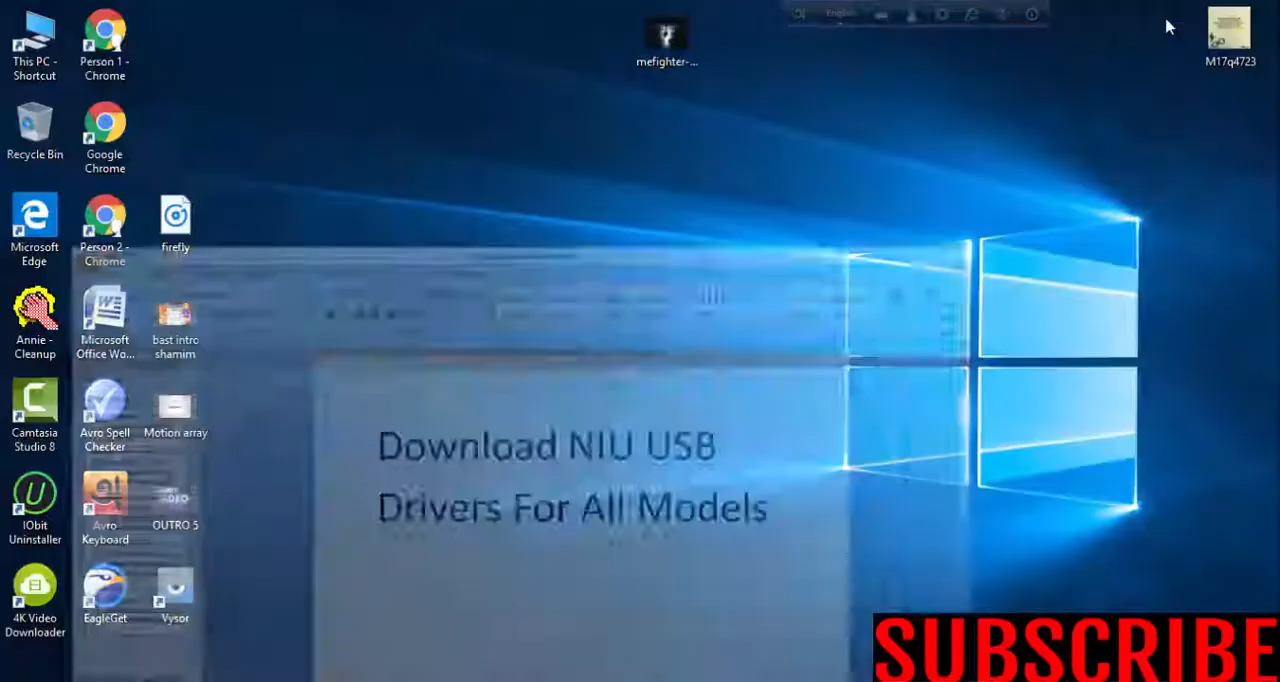 English
This PC -
Shortcut
Person 1 -
Chrome
mefighter-...
M17q4723
Recycle Bin
Google
Chrome
Microsoft
Edge
Person 2 -
Chrome
firefly
Annie -
Cleanup
Microsoft
Office Wo...
bast intro
shamim
Camtasia
Studio 8
Avro Spell
Checker
Motion array
IObit
Uninstaller
Avro
Keyboard
OUTRO 5
4K Video
Downloader
EagleGet
Vysor
Download NIU USB
Drivers For All Models
SUBSCRIBE